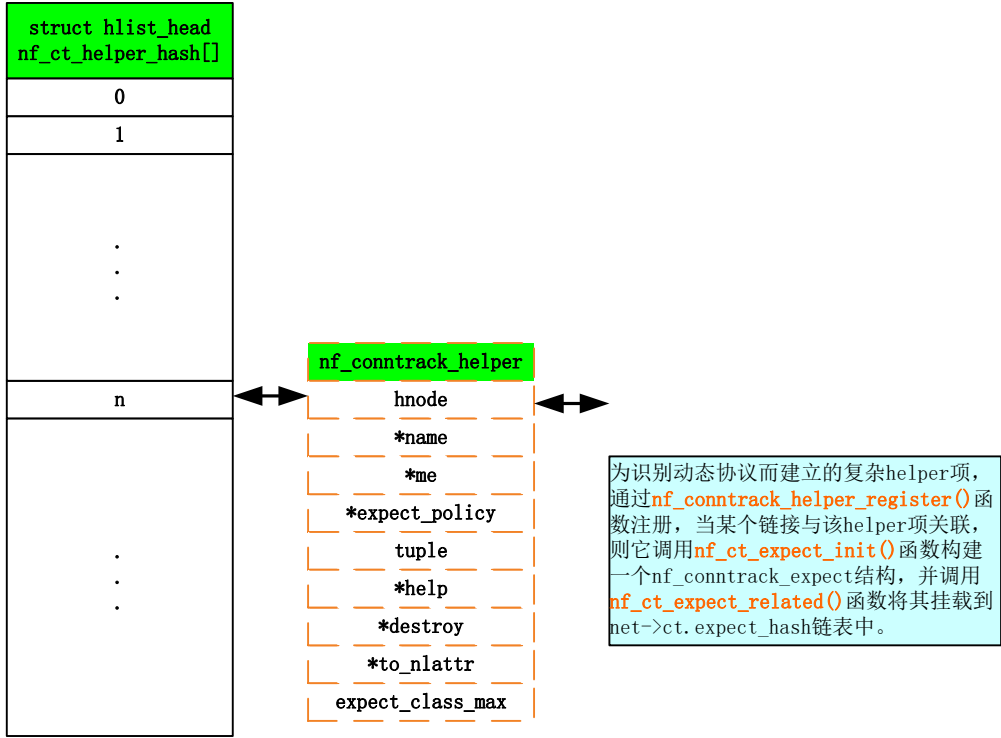 struct hlist_head
nf_ct_helper_hash[]
0
1
.
.
.
n
.
.
.
nf_conntrack_helper
hnode
*name
*me
*expect_policy
tuple
*help
*destroy
*to_nlattr
expect_class_max
为识别动态协议而建立的复杂helper项，
通过nf_conntrack_helper_register()函
数注册，当某个链接与该helper项关联，
则它调用nf_ct_expect_init()函数构建
一个nf_conntrack_expect结构，并调用
nf_ct_expect_related()函数将其挂载到
net->ct.expect_hash链表中。